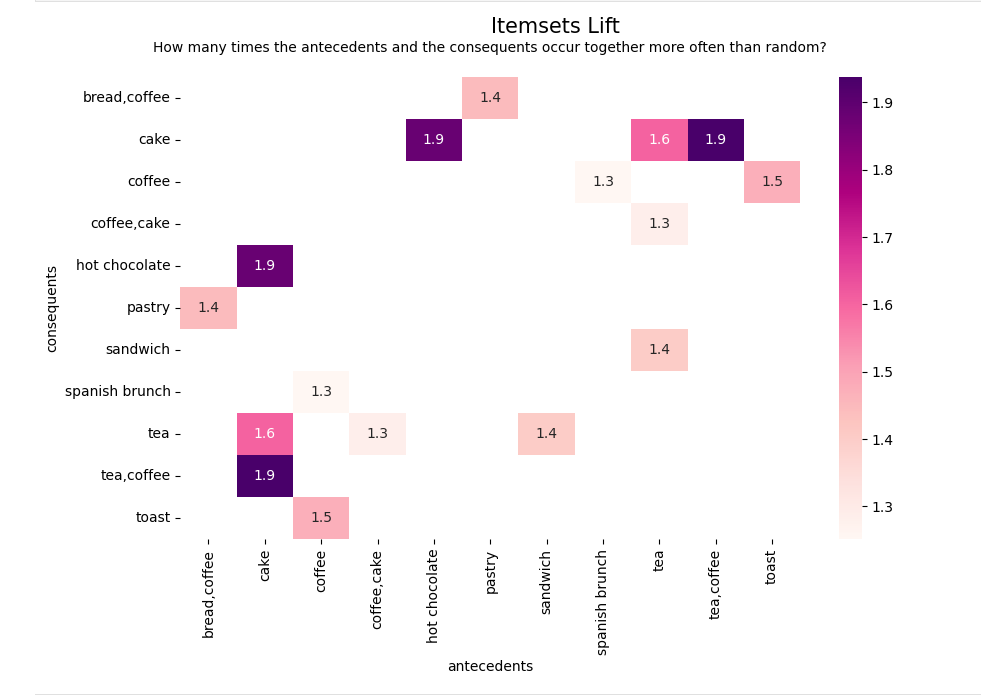 Itemsets Lift
How many times the antecedents and the consequents occur together more often than random?
consequents
bread,coffee 1.4
cake 1.9 1.6 1.9
coffee 1.3 1.5
coffee,cake 1.3
hot chocolate 1.9
pastry 1.4
sandwich 1.4
spanish brunch 1.3
tea 1.6 1.3 1.4
tea,coffee 1.9
toast 1.5
bread,coffee
cake
coffee
coffee,cake
hot chocolate
pastry
sandwich
spanish brunch
tea
tea,coffee
toast
antecedents
1.9
1.8
1.7
1.6
1.5
1.4
1.3